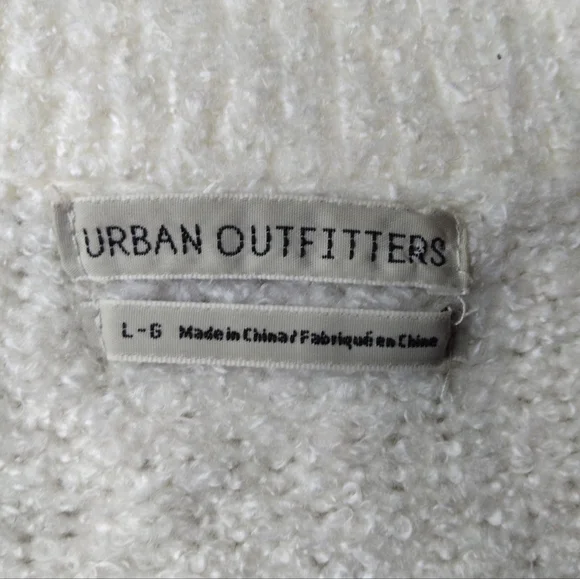 URBAN OUTFITTERS
L-G Made in China/Fabriqué en Chine